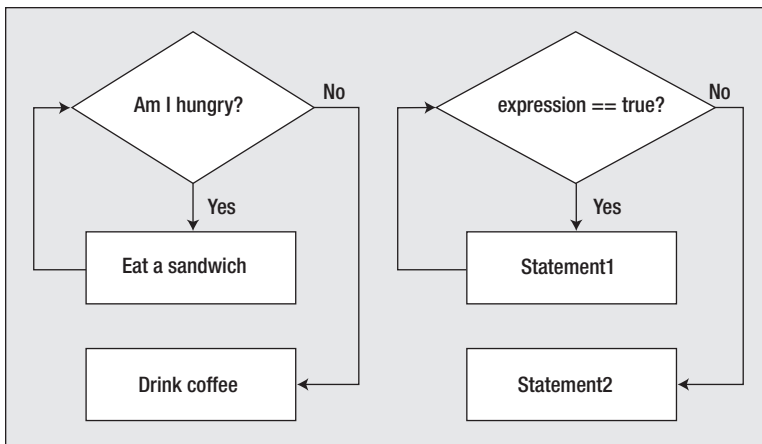 Am I hungry?
No
Yes
Eat a sandwich
Drink coffee
expression == true?
No
Yes
Statement1
Statement2